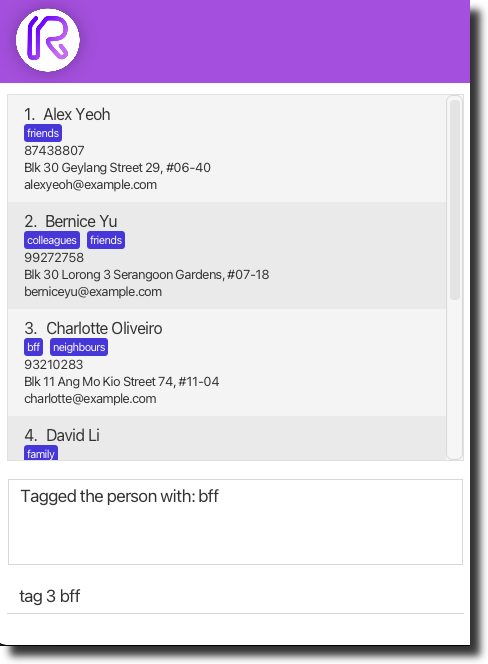 1. Alex Yeoh
friends
87438807
Blk 30 Geylang Street 29, #06-40
alexyeoh@example.com
2. Bernice Yu
colleagues friends
99272758
Blk 30 Lorong 3 Serangoon Gardens, #07-18
berniceyu@example.com
3. Charlotte Oliveiro
bff neighbours
93210283
Blk 11 Ang Mo Kio Street 74, #11-04
charlotte@example.com
4. David Li
family
Tagged the person with: bff
tag 3 bff